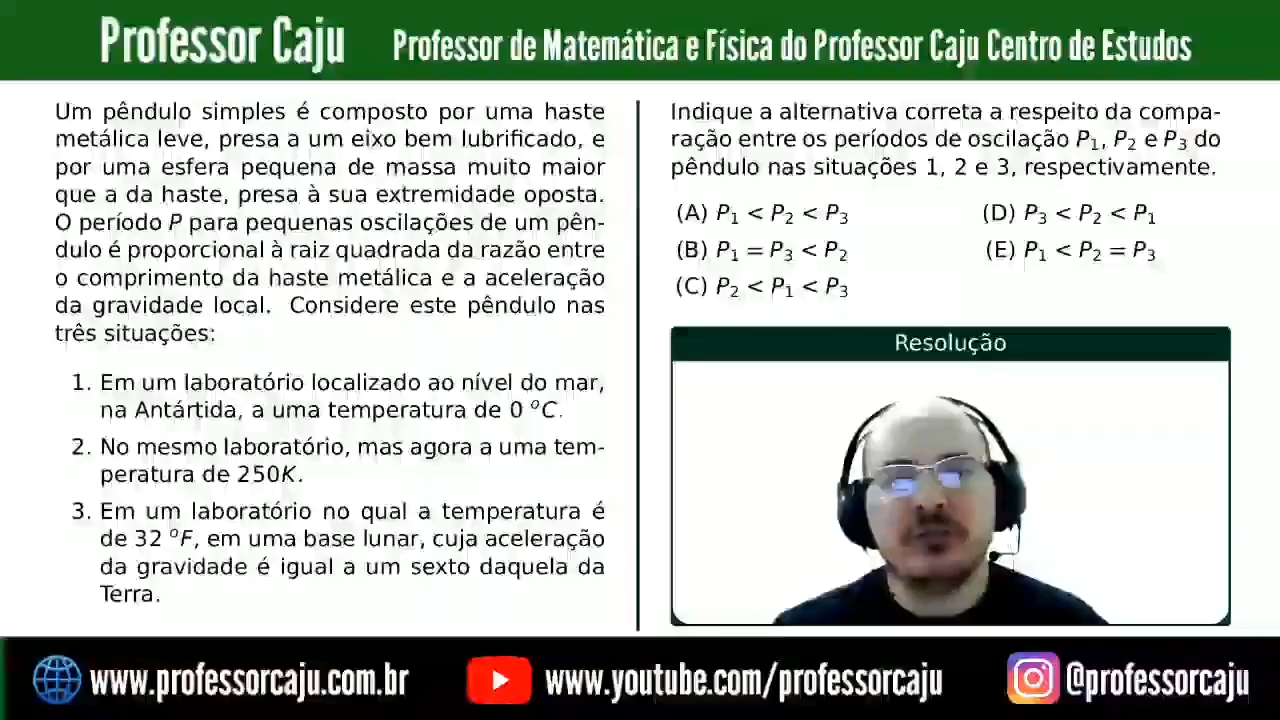 Professor Caju
Professor de Matemática e Física do Professor Caju Centro de Estudos
Um pêndulo simples é composto por uma haste
metálica leve, presa a um eixo bem lubrificado, e
por uma esfera pequena de massa muito maior
que a da haste, presa à sua extremidade oposta.
O período P para pequenas oscilações de um pên-
dulo é proporcional à raiz quadrada da razão entre
o comprimento da haste metálica e a aceleração
da gravidade local. Considere este pêndulo nas
três situações:
1. Em um laboratório localizado ao nível do mar,
na Antártida, a uma temperatura de 0 °C.
2. No mesmo laboratório, mas agora a uma tem-
peratura de 250K.
3. Em um laboratório no qual a temperatura é
de 32 °F, em uma base lunar, cuja aceleração
da gravidade é igual a um sexto daquela da
Terra.
Indique a alternativa correta a respeito da compa-
ração entre os períodos de oscilação P₁, P₂ e P₃ do
pêndulo nas situações 1, 2 e 3, respectivamente.
(A) P₁ < P₂ < P₃
(B) P₁ = P₃ < P₂
(C) P₂ < P₁ < P₃
(D) P₃ < P₂ < P₁
(E) P₁ < P₂ = P₃
Resolução
www.professorcaju.com.br
www.youtube.com/professorcaju
@professorcaju